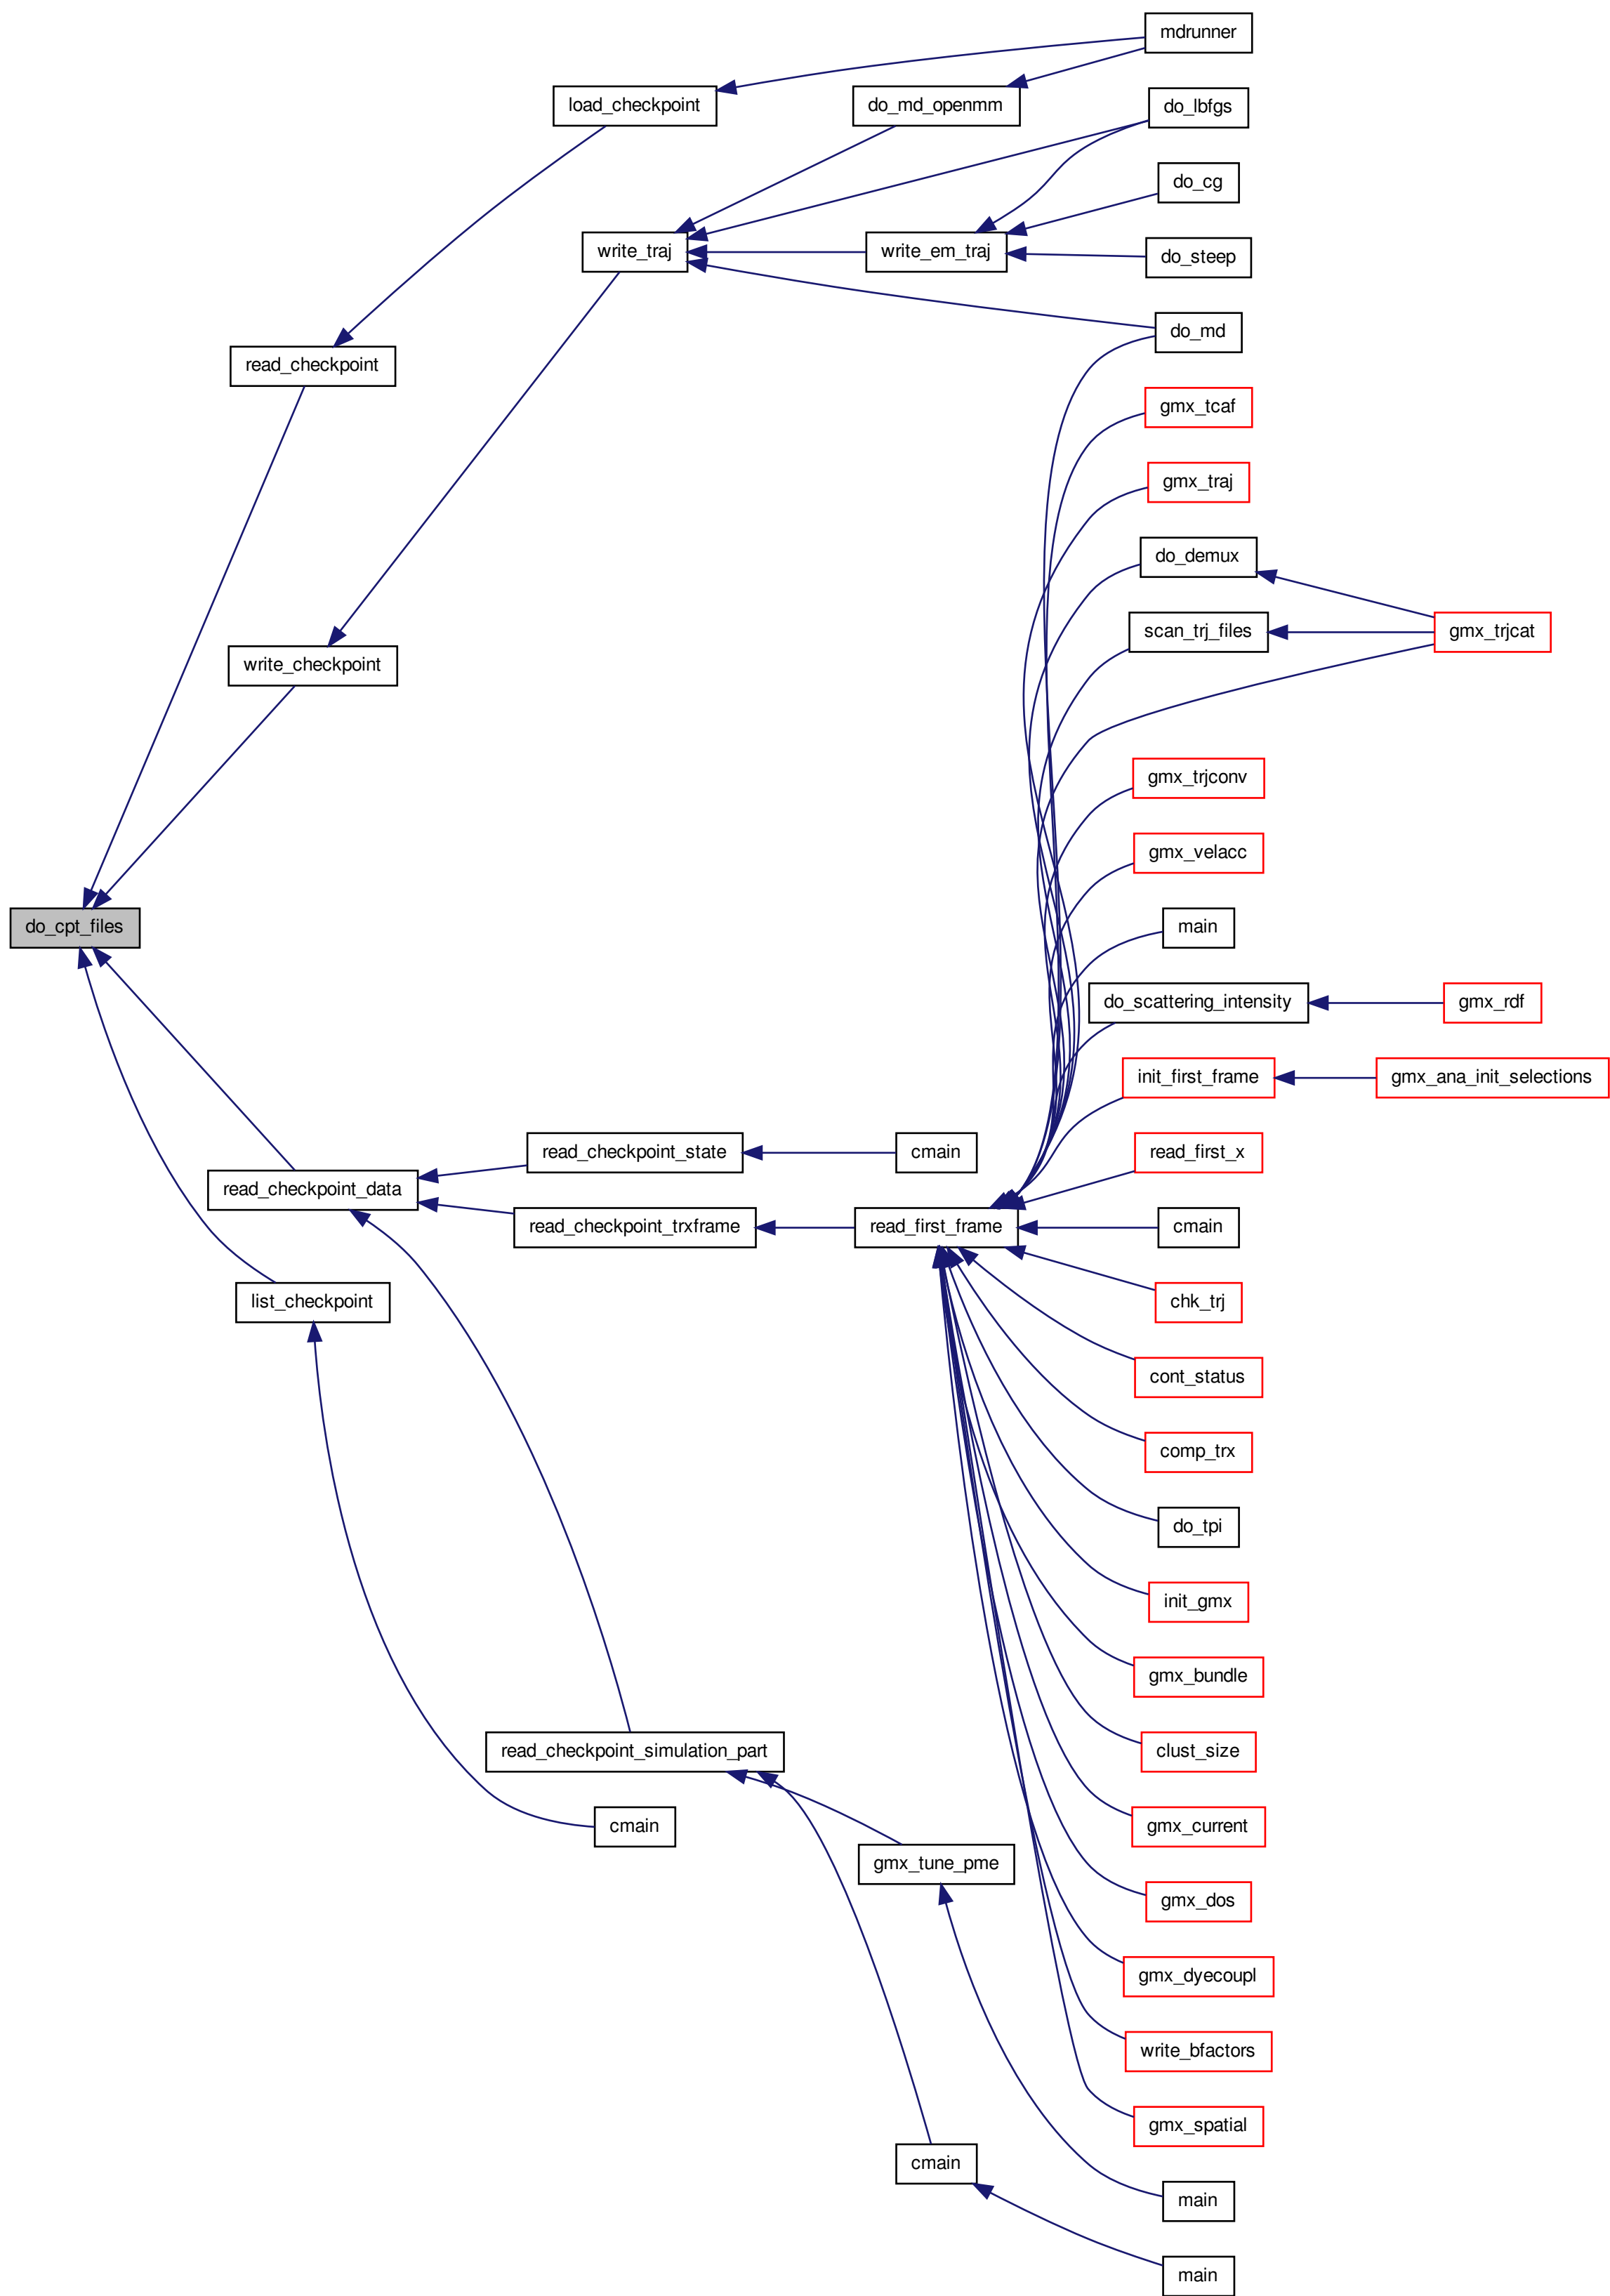 mdrunner
load_checkpoint
do_md_openmm
do_lbfgs
do_cg
write_traj
write_em_traj
do_steep
do_md
read_checkpoint
gmx_tcaf
gmx_traj
do_demux
scan_trj_files
gmx_trjcat
write_checkpoint
gmx_trjconv
gmx_velacc
do_cpt_files
main
do_scattering_intensity
gmx_rdf
init_first_frame
gmx_ana_init_selections
read_checkpoint_state
cmain
read_first_x
read_checkpoint_data
read_checkpoint_trxframe
read_first_frame
cmain
list_checkpoint
chk_trj
cont_status
comp_trx
do_tpi
init_gmx
gmx_bundle
read_checkpoint_simulation_part
clust_size
cmain
gmx_current
gmx_tune_pme
gmx_dos
gmx_dyecoupl
write_bfactors
gmx_spatial
cmain
main
main